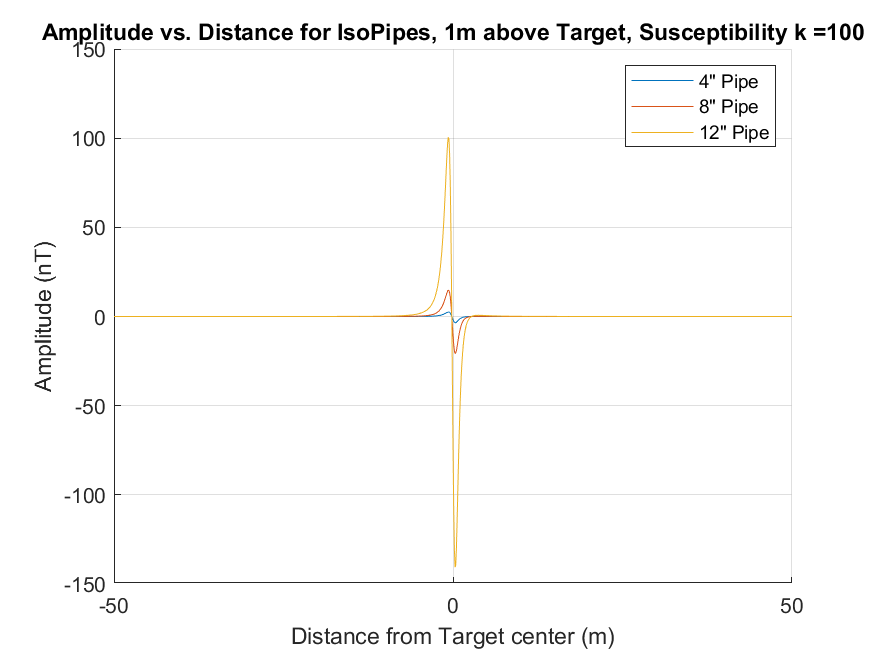 Amplitude vs. Distance for IsoPipes, 1m above Target, Susceptibility k =100
150
100
50
0
-50
-100
-150
Amplitude (nT)
4" Pipe
8" Pipe
12" Pipe
-50
0
50
Distance from Target center (m)